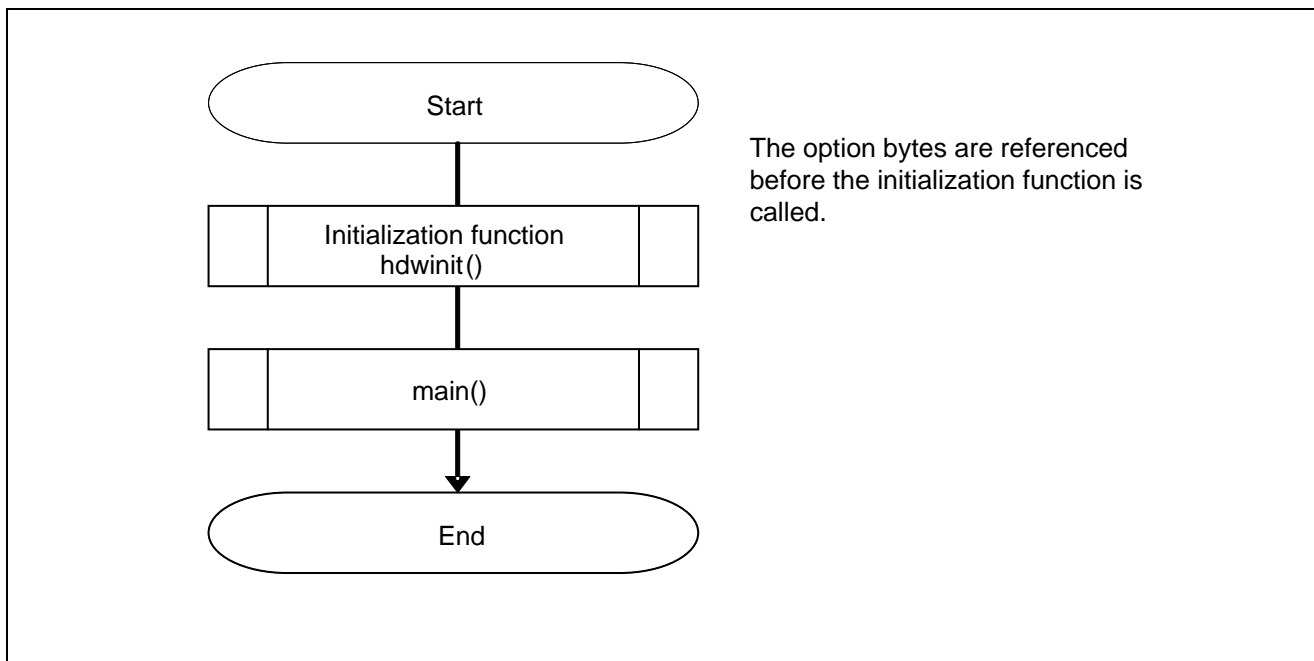 Start
The option bytes are referenced
before the initialization function is
called.
Initialization function
hdwinit()
main()
End